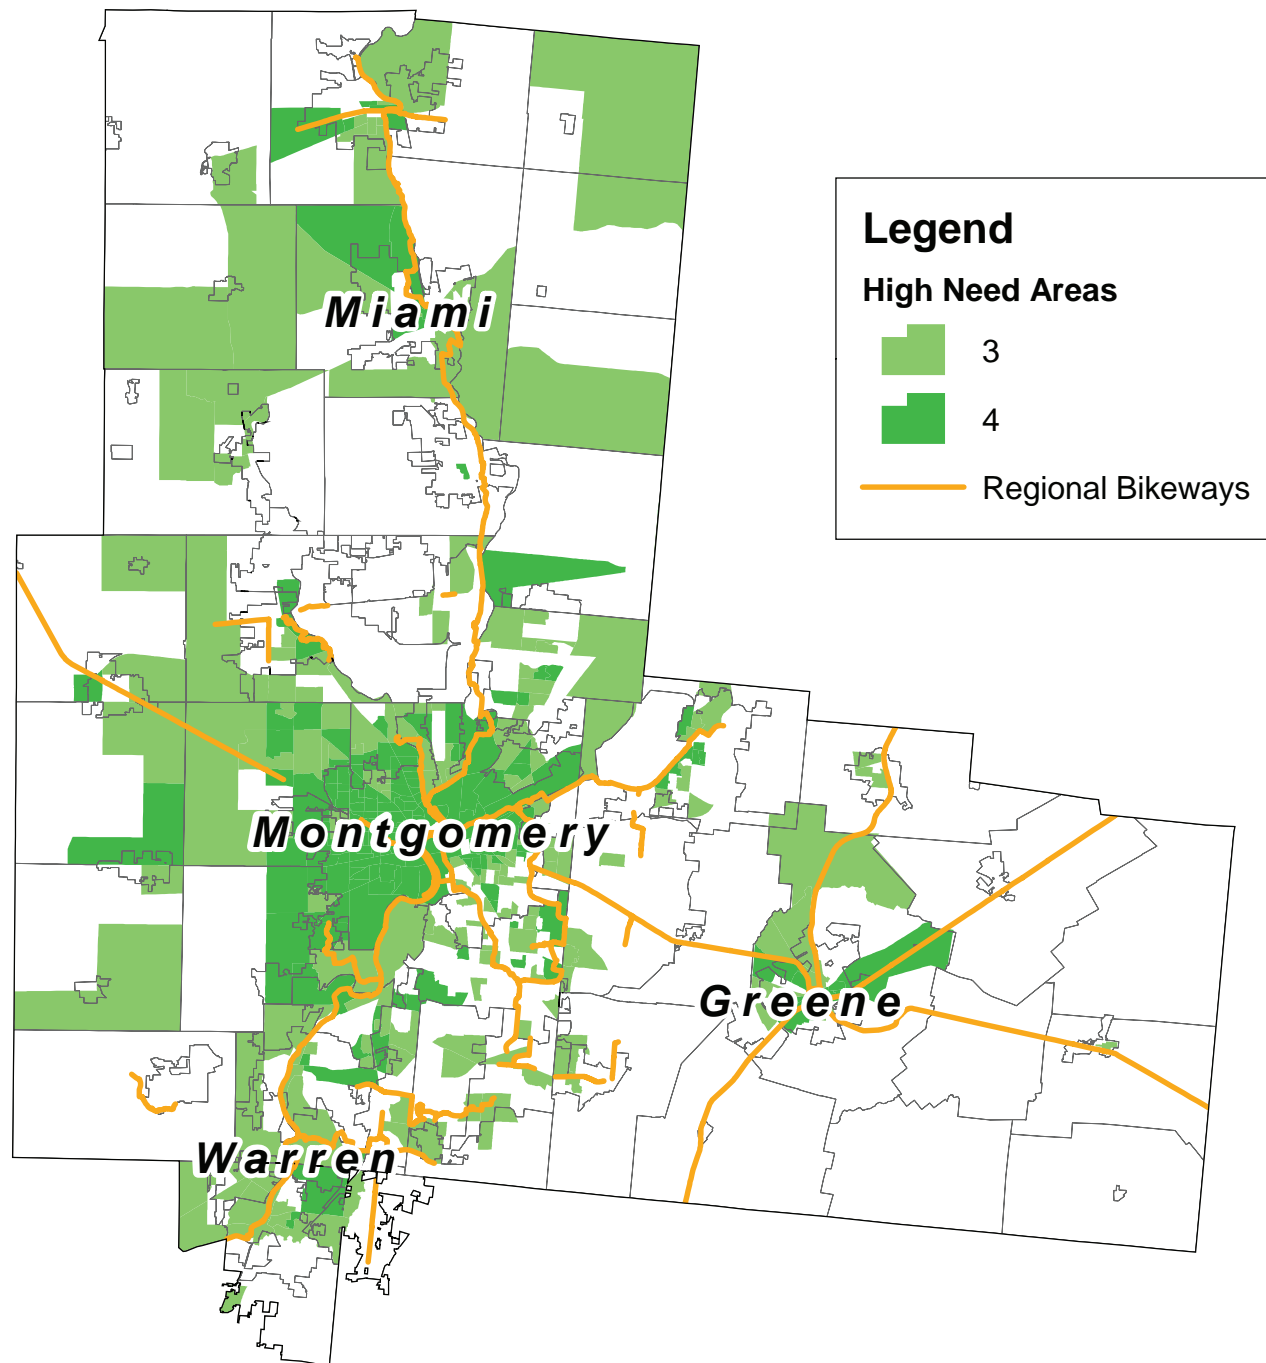 Legend
High Need Areas
3
4
Regional Bikeways
Miami
Montgomery
Greene
Warren